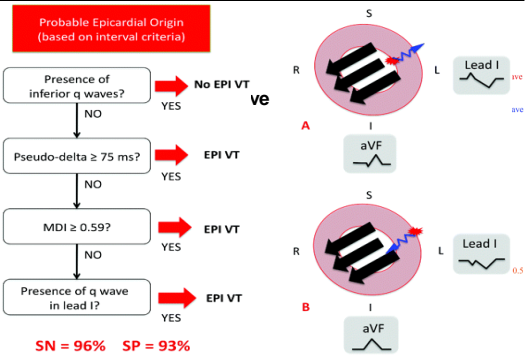 Probable Epicardial Origin
(based on interval criteria)
Presence of
inferior q waves?
YES
No EPI VT
NO
Pseudo-delta ≥ 75 ms?
YES
EPI VT
NO
MDI ≥ 0.59?
YES
EPI VT
NO
Presence of q wave
in lead I?
YES
EPI VT
SN = 96% SP = 93%
ve
S
R
L
I
A
Lead I
aVF
ave
ave
S
R
L
I
B
Lead I
aVF
0.5